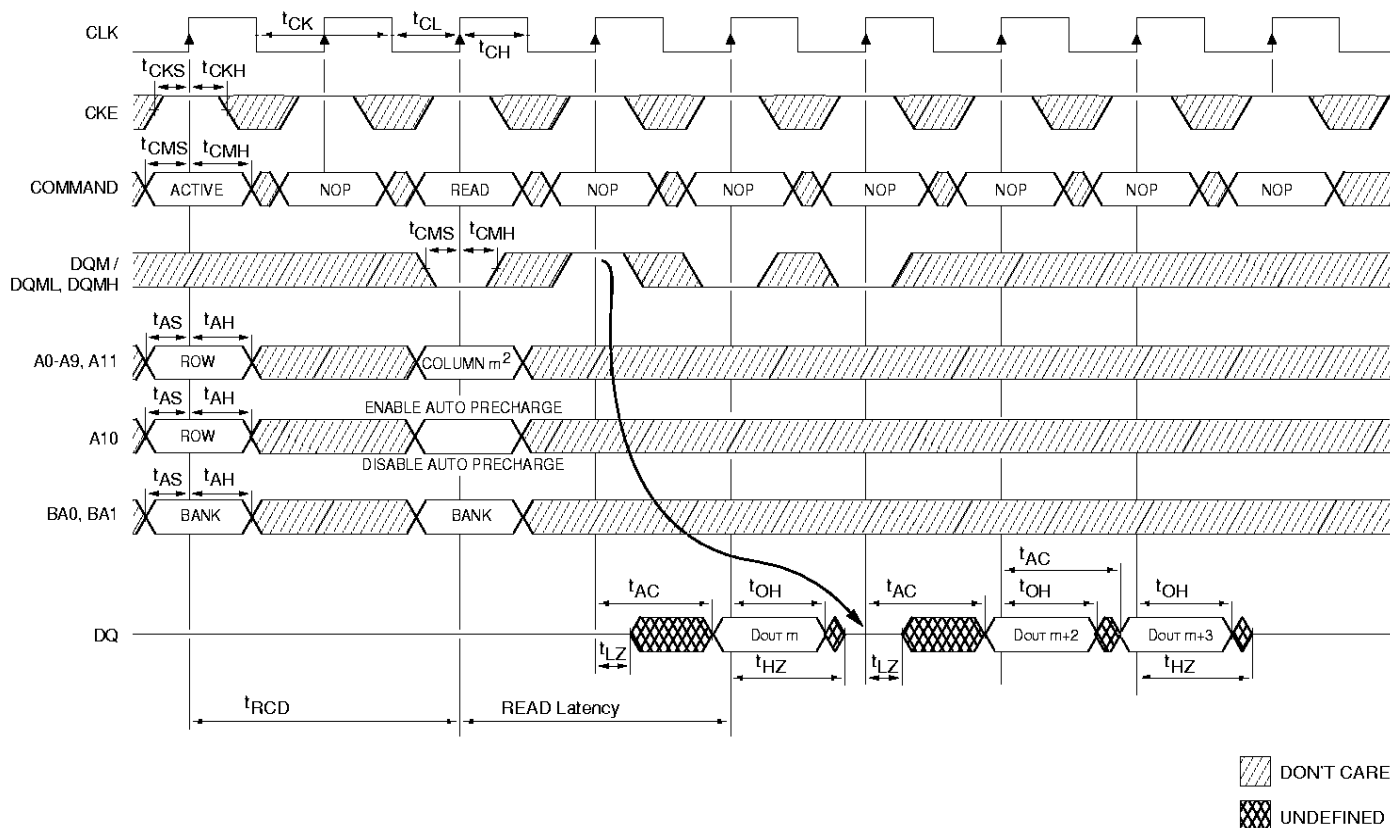 CLK
tCK
tCL
tCH
tCKS
tCKH
CKE
tCMS
tCMH
COMMAND
ACTIVE
NOP
READ
NOP
NOP
NOP
NOP
NOP
NOP
tCMS
tCMH
DQM /
DQML, DQMH
tAS
tAH
A0-A9, A11
ROW
COLUMN m2
tAS
tAH
ENABLE AUTO PRECHARGE
A10
ROW
DISABLE AUTO PRECHARGE
tAS
tAH
BA0, BA1
BANK
BANK
tAC
tOH
tAC
tAC
tOH
tOH
DQ
DOUT m
DOUT m+2
DOUT m+3
tLZ
tHZ
tLZ
tHZ
tRCD
READ Latency
DON'T CARE
UNDEFINED